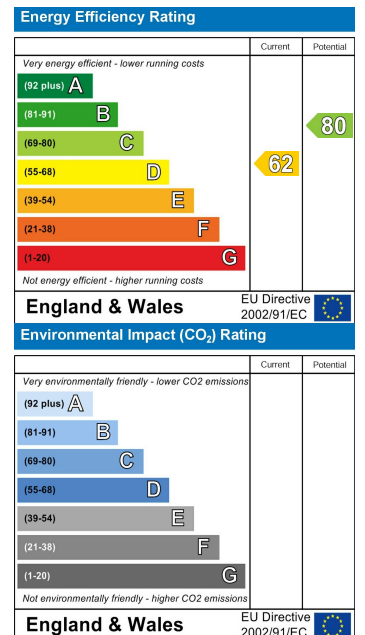 Energy Efficiency Rating
Current Potential
Very energy efficient - lower running costs
(92 plus) A
(81-91) B
(69-80) C
(55-68) D
(39-54) E
(21-38) F
(1-20) G
62
80
Not energy efficient - higher running costs
England & Wales
EU Directive
2002/91/EC
Environmental Impact (CO₂) Rating
Current Potential
Very environmentally friendly - lower CO2 emissions
(92 plus) A
(81-91) B
(69-80) C
(55-68) D
(39-54) E
(21-38) F
(1-20) G
Not environmentally friendly - higher CO2 emissions
England & Wales
EU Directive
2002/91/EC